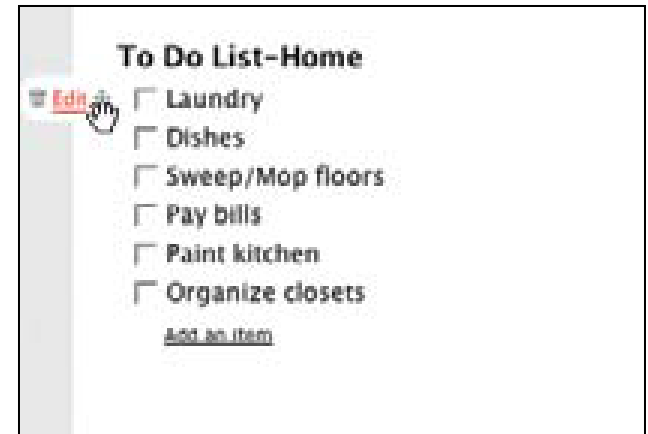 To Do List-Home
Edit Laundry
Dishes
Sweep/Mop floors
Pay bills
Paint kitchen
Organize closets
Add an item